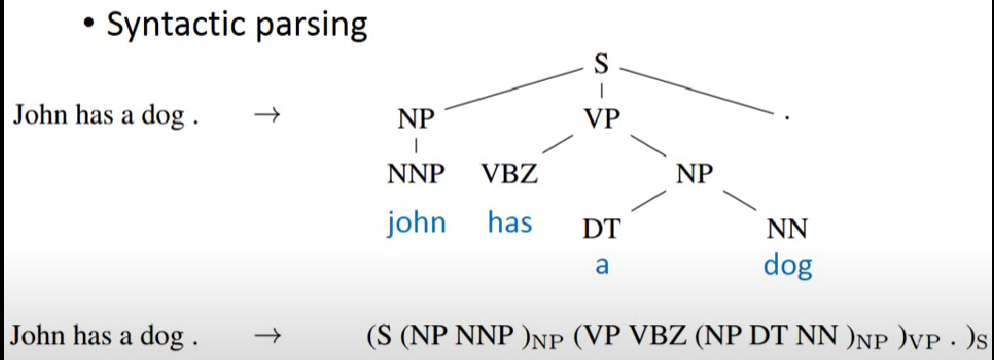 • Syntactic parsing
S
John has a dog . → NP VP .
NNP VBZ NP
john has DT NN
a dog
John has a dog . → (S (NP NNP )NP (VP VBZ (NP DT NN )NP )VP . )S